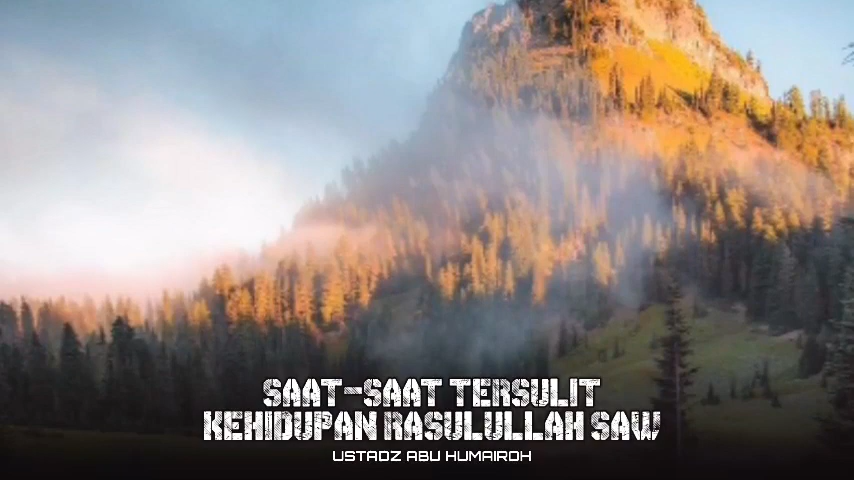 SAAT-SAAT TERSULIT
KEHIDUPAN RASULULLAH SAW
USTADZ ABU HUMAIROH